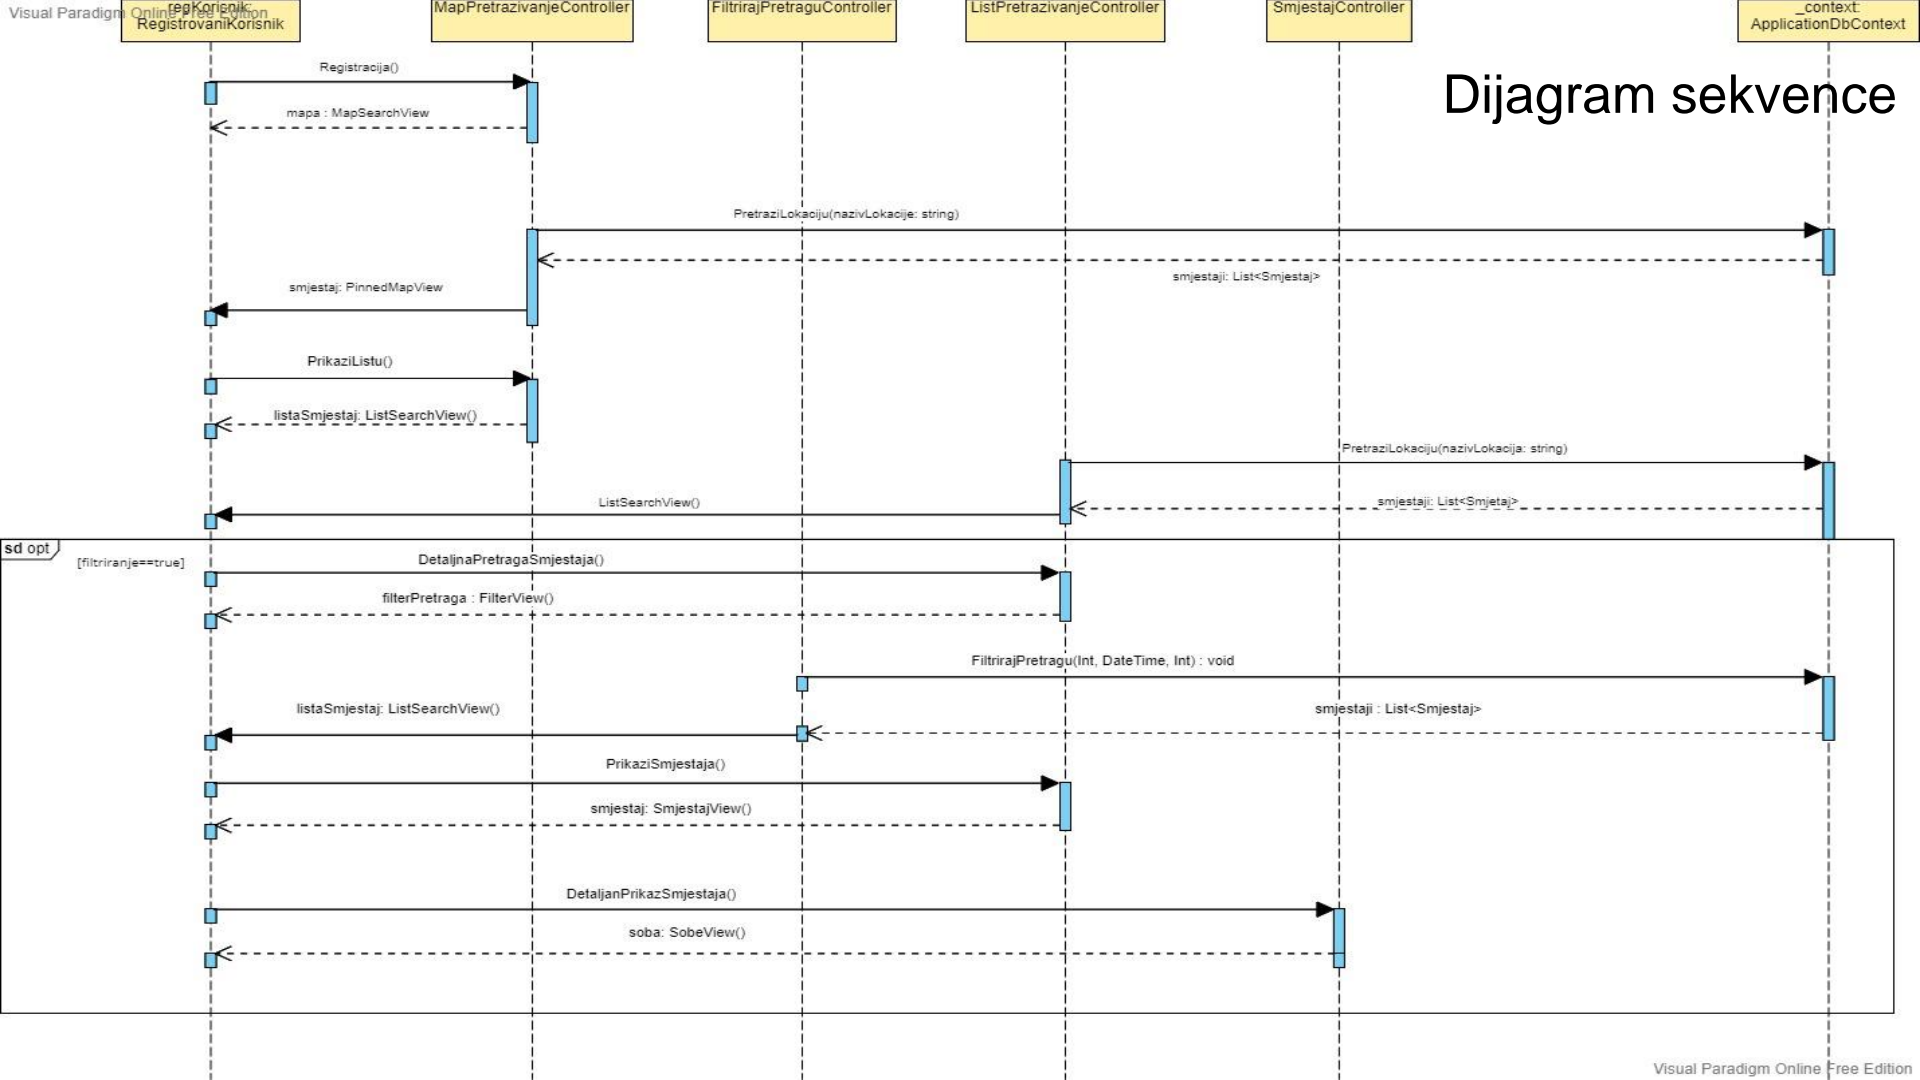 Visual Paradigm Online Free Edition
regKorisnik:
RegistrovaniKorisnik
MapPretrazivanjeController
FiltrirajPretraguController
ListPretrazivanjeController
SmjestajController
_context:
ApplicationDbContext
Dijagram sekvence
Registracija()
mapa : MapSearchView
PretraziLokaciju(nazivLokacije: string)
smjestaji: List<Smjestaj>
smjestaj: PinnedMapView
PrikaziListu()
listaSmjestaj: ListSearchView()
PretraziLokaciju(nazivLokacija: string)
ListSearchView()
smjestaji: List<Smjetaj>
sd opt
[filtriranje==true]
DetaljnaPretragaSmjestaja()
filterPretraga : FilterView()
FiltrirajPretragu(Int, DateTime, Int) : void
listaSmjestaj: ListSearchView()
smjestaji : List<Smjestaj>
PrikaziSmjestaja()
smjestaj: SmjestajView()
DetaljanPrikazSmjestaja()
soba: SobeView()
Visual Paradigm Online Free Edition